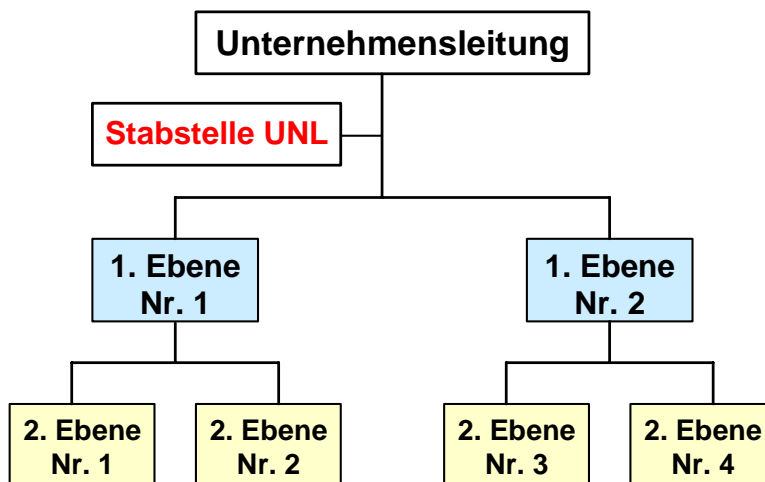 Unternehmensleitung
Stabstelle UNL
1. Ebene
Nr. 1
1. Ebene
Nr. 2
2. Ebene
Nr. 1
2. Ebene
Nr. 2
2. Ebene
Nr. 3
2. Ebene
Nr. 4